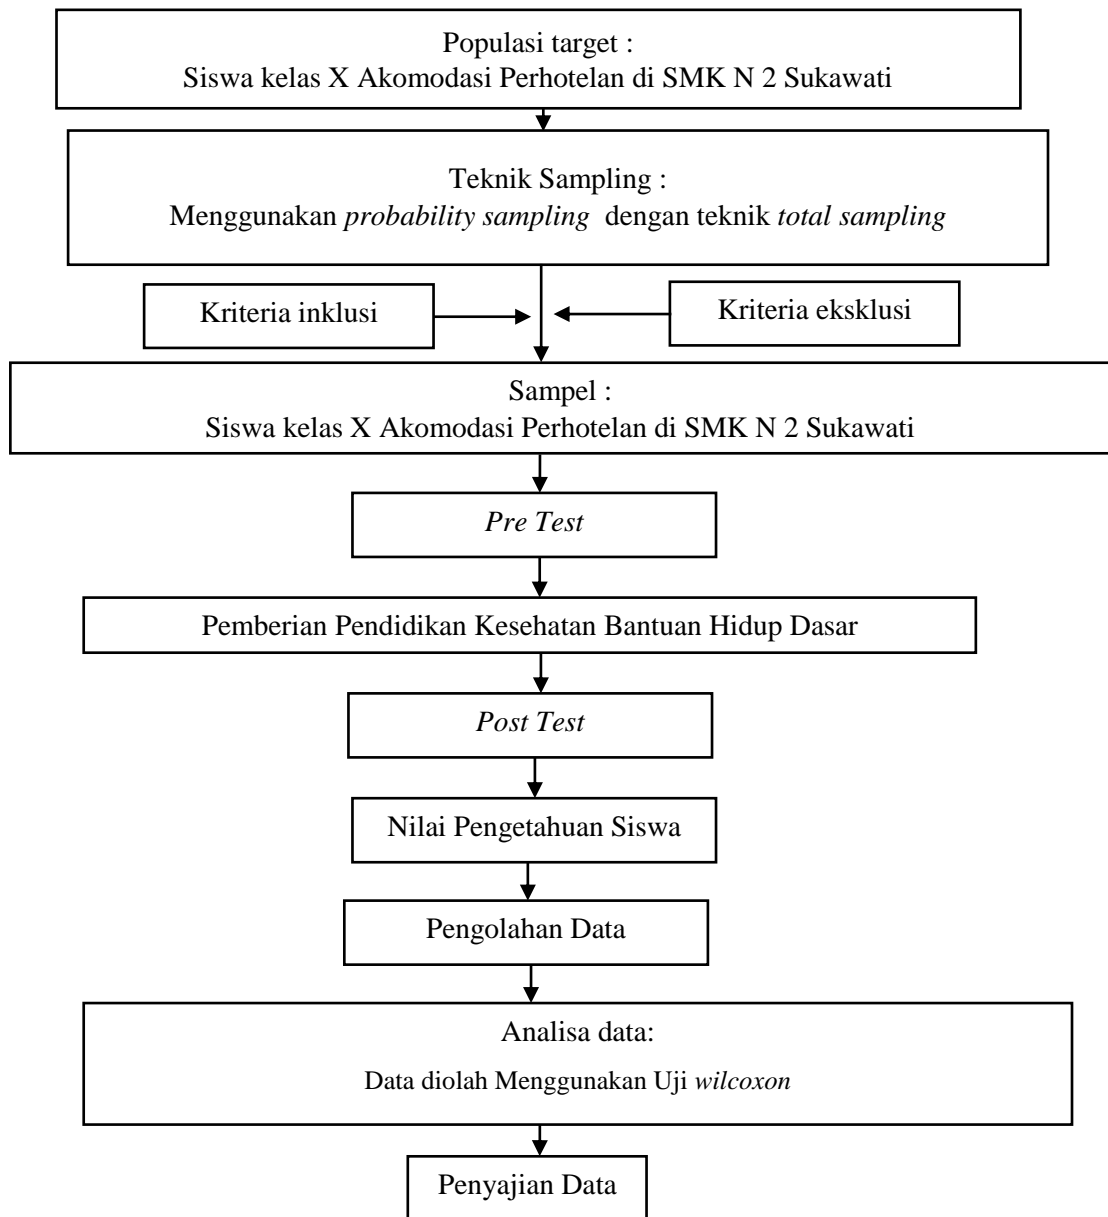 Populasi target :
Siswa kelas X Akomodasi Perhotelan di SMK N 2 Sukawati
Teknik Sampling :
Menggunakan probability sampling dengan teknik total sampling
Kriteria inklusi
Kriteria eksklusi
Sampel :
Siswa kelas X Akomodasi Perhotelan di SMK N 2 Sukawati
Pre Test
Pemberian Pendidikan Kesehatan Bantuan Hidup Dasar
Post Test
Nilai Pengetahuan Siswa
Pengolahan Data
Analisa data:
Data diolah Menggunakan Uji wilcoxon
Penyajian Data